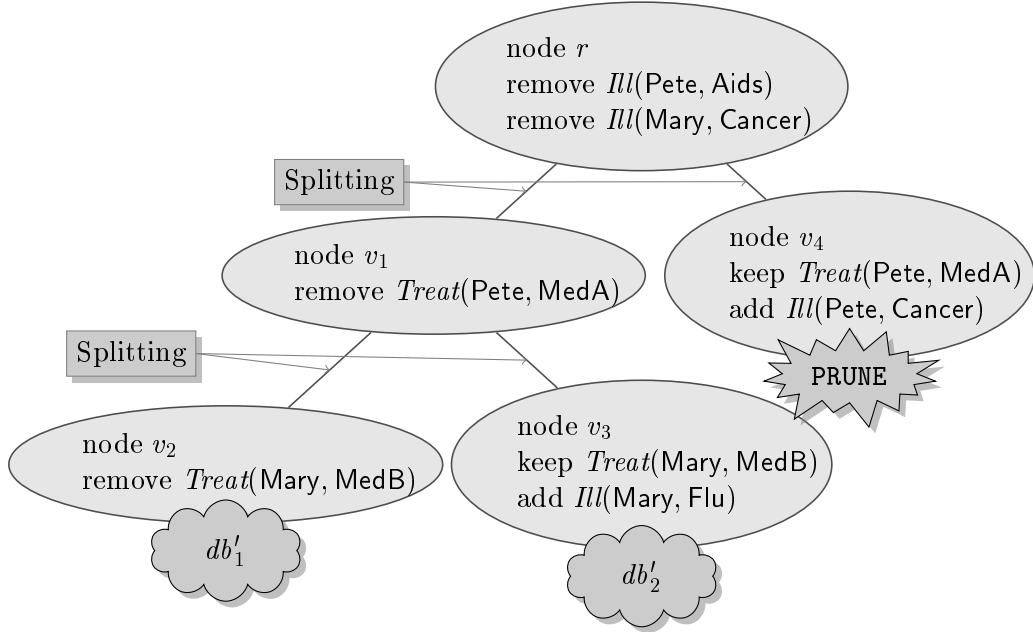 node r
remove Ill(Pete, Aids)
remove Ill(Mary, Cancer)
Splitting
node v₁
remove Treat(Pete, MedA)
node v₄
keep Treat(Pete, MedA)
add Ill(Pete, Cancer)
PRUNE
Splitting
node v₂
remove Treat(Mary, MedB)
node v₃
keep Treat(Mary, MedB)
add Ill(Mary, Flu)
db′₁
db′₂